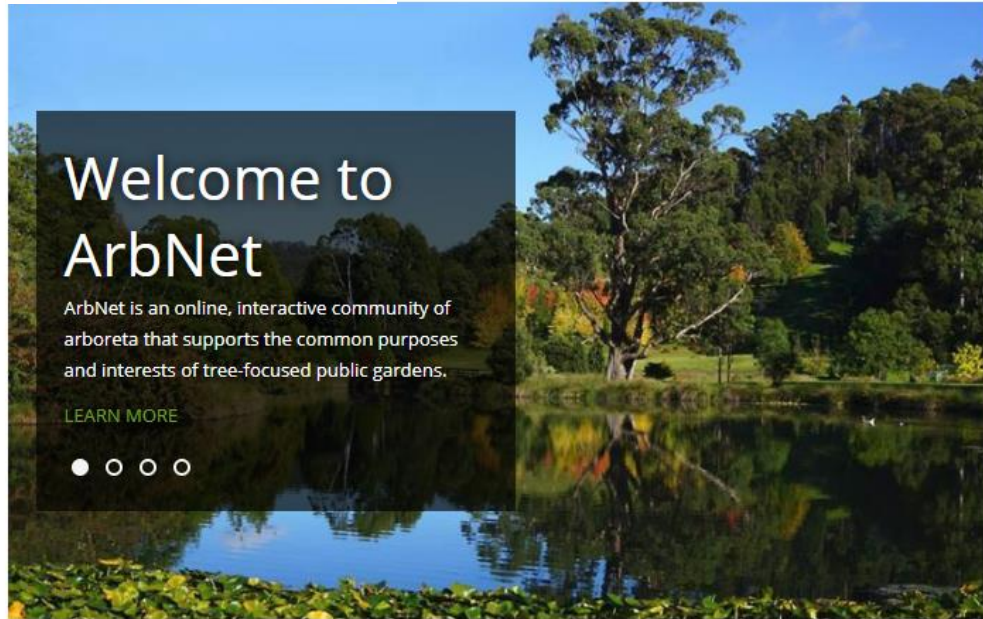 Welcome to
ArbNet
ArbNet is an online, interactive community of
arboreta that supports the common purposes
and interests of tree-focused public gardens.
LEARN MORE